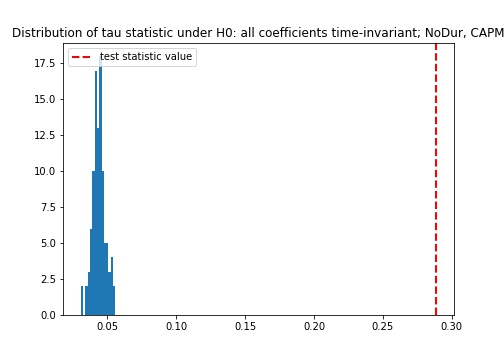 Distribution of tau statistic under H0: all coefficients time-invariant; NoDur, CAPM
test statistic value
17.5
15.0
12.5
10.0
7.5
5.0
2.5
0.0
0.05 0.10 0.15 0.20 0.25 0.30